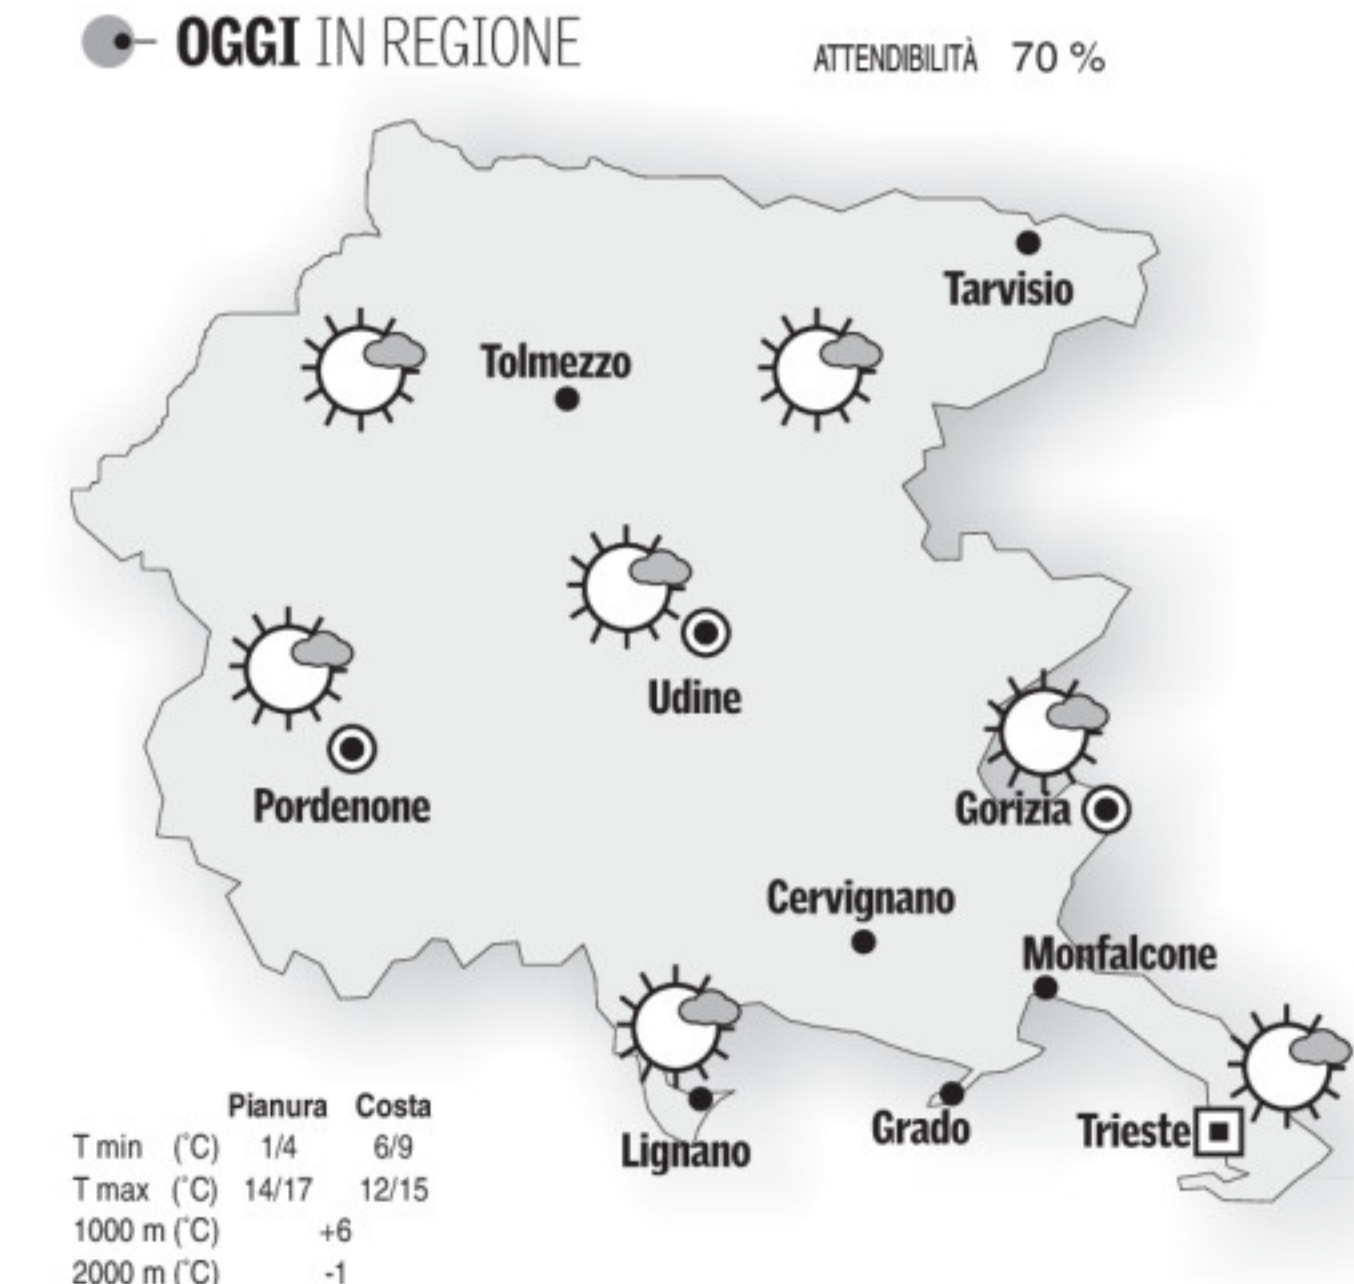 OGGI IN REGIONE
ATTENDIBILITÀ 70 %
Tarvisio
Tolmezzo
Udine
Pordenone
Gorizia
Cervignano
Monfalcone
Lignano
Grado
Trieste
Pianura Costa
T min (°C) 1/4 6/9
T max (°C) 14/17 12/15
1000 m (°C) +6
2000 m (°C) -1